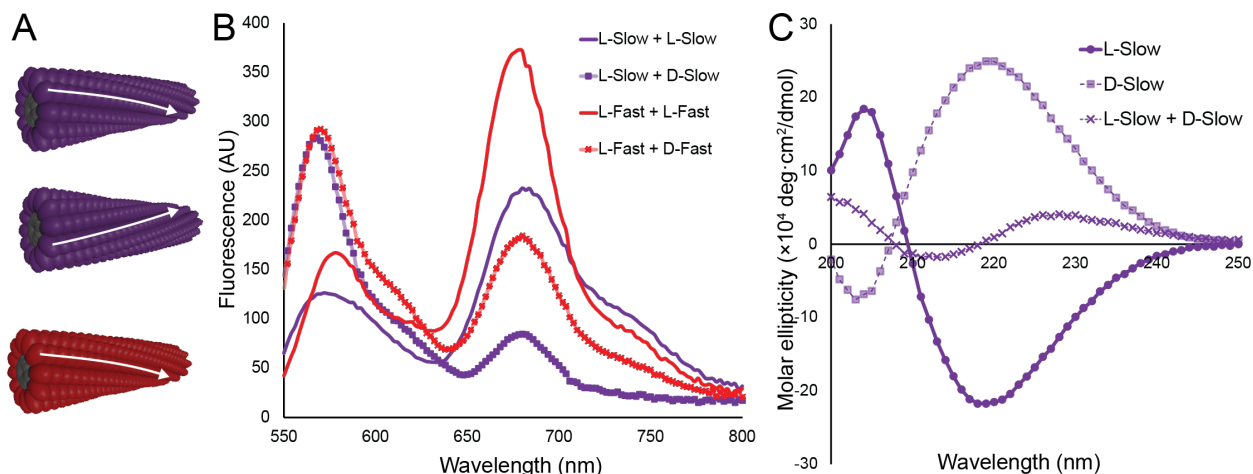 A
B
C
400
350
300
250
200
150
100
50
0
Fluorescence (AU)
550
600
650
700
750
800
Wavelength (nm)
L-Slow + L-Slow
L-Slow + D-Slow
L-Fast + L-Fast
L-Fast + D-Fast
30
20
10
0
-10
-20
-30
Molar ellipticity (×10⁴ deg·cm²/dmol)
200
210
220
230
240
250
Wavelength (nm)
L-Slow
D-Slow
L-Slow + D-Slow